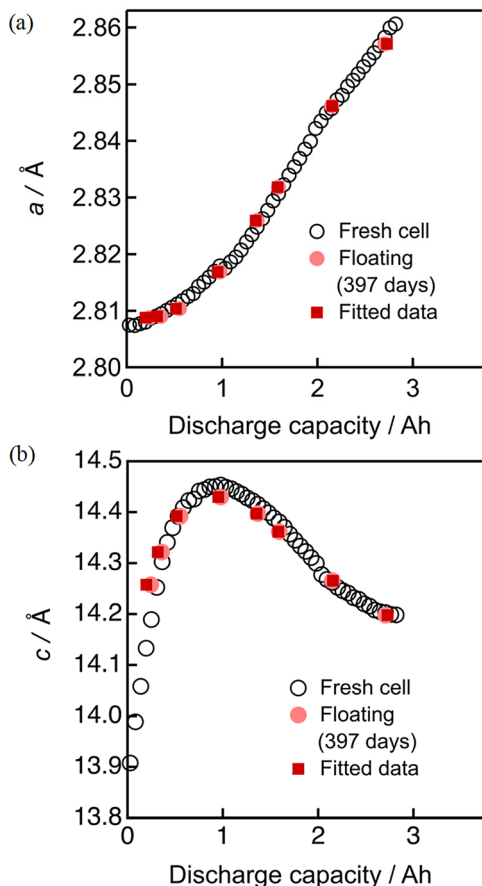 (a)
2.86
2.85
2.84
2.83
2.82
2.81
2.80
a / Å
Fresh cell
Floating
(397 days)
Fitted data
0 1 2 3
Discharge capacity / Ah
(b)
14.5
14.4
14.3
14.2
14.1
14.0
13.9
13.8
c / Å
Fresh cell
Floating
(397 days)
Fitted data
0 1 2 3
Discharge capacity / Ah